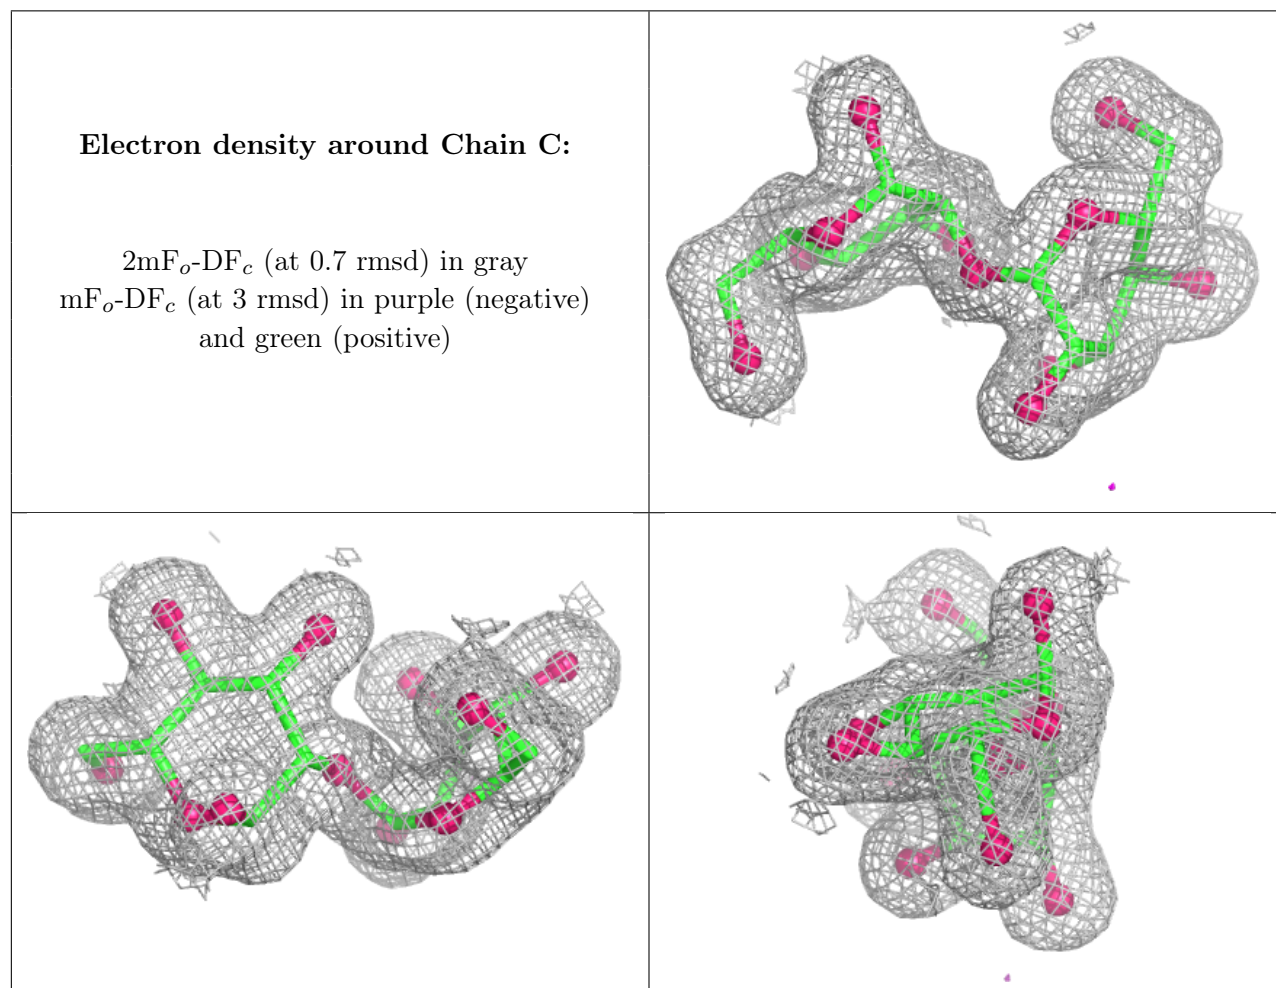 Electron density around Chain C:
2mFo-DFc (at 0.7 rmsd) in gray
mFo-DFc (at 3 rmsd) in purple (negative)
and green (positive)